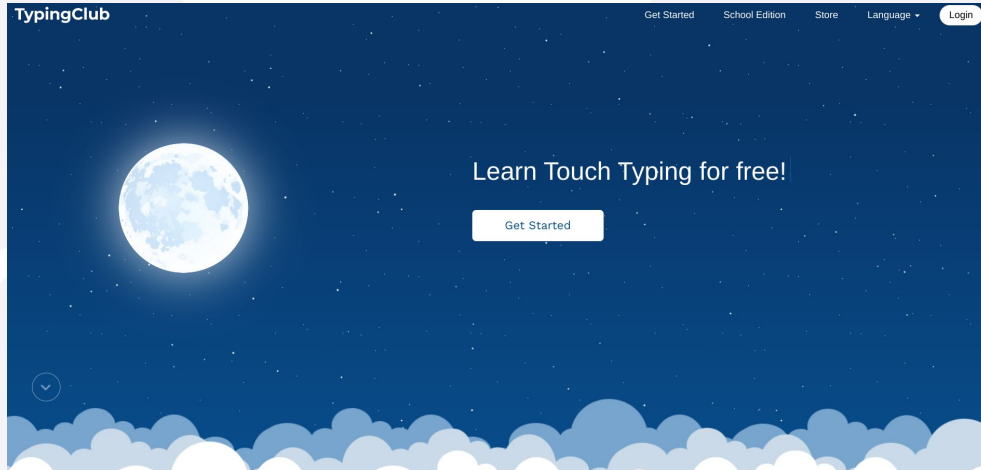 TypingClub
Get Started School Edition Store Language Login
Learn Touch Typing for free!
Get Started